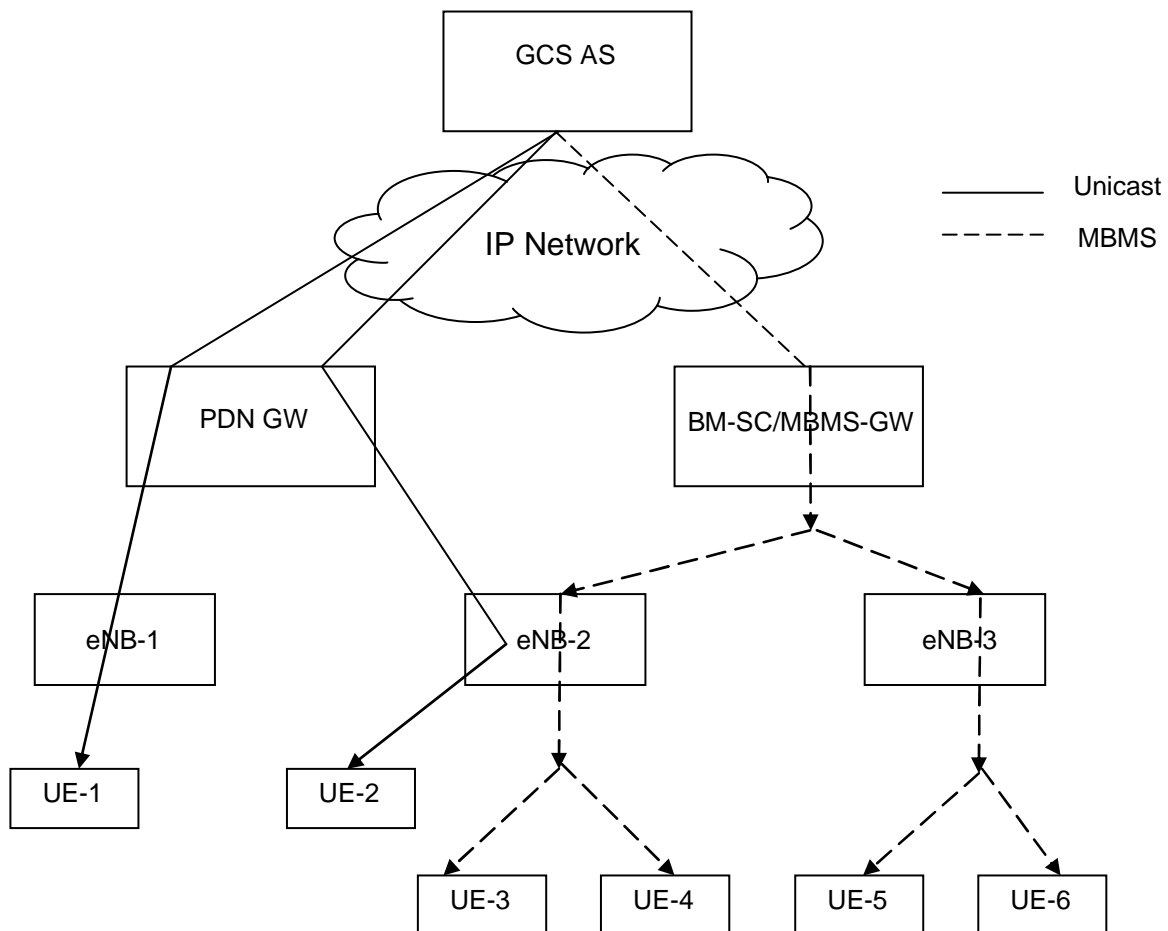 GCS AS
Unicast
MBMS
IP Network
PDN GW
BM-SC/MBMS-GW
eNB-1
eNB-2
eNB-3
UE-1
UE-2
UE-3
UE-4
UE-5
UE-6